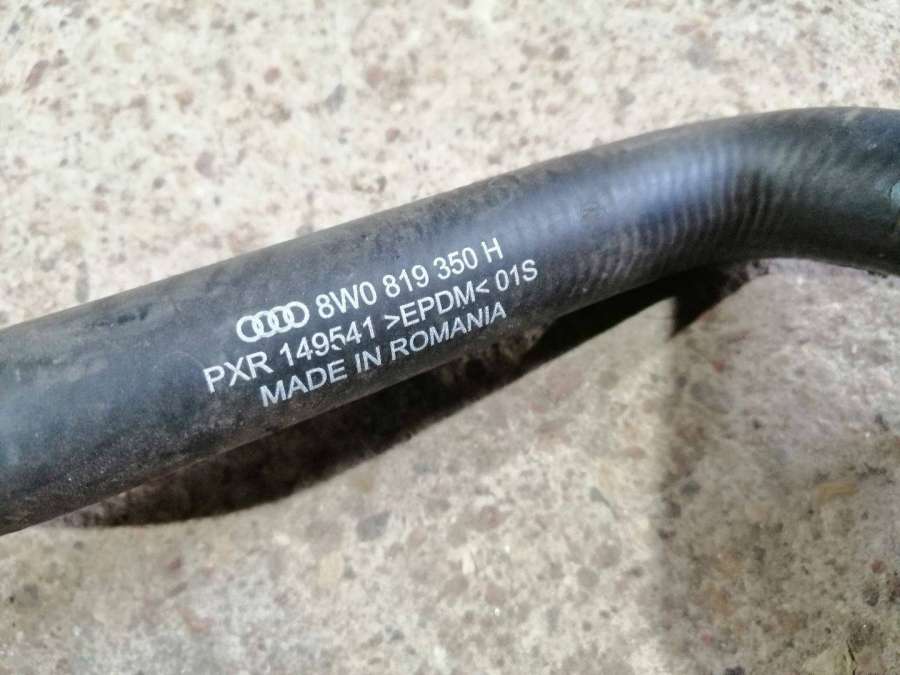 8W0 819 350 H
PXR 149541 >EPDM< 01S
MADE IN ROMANIA